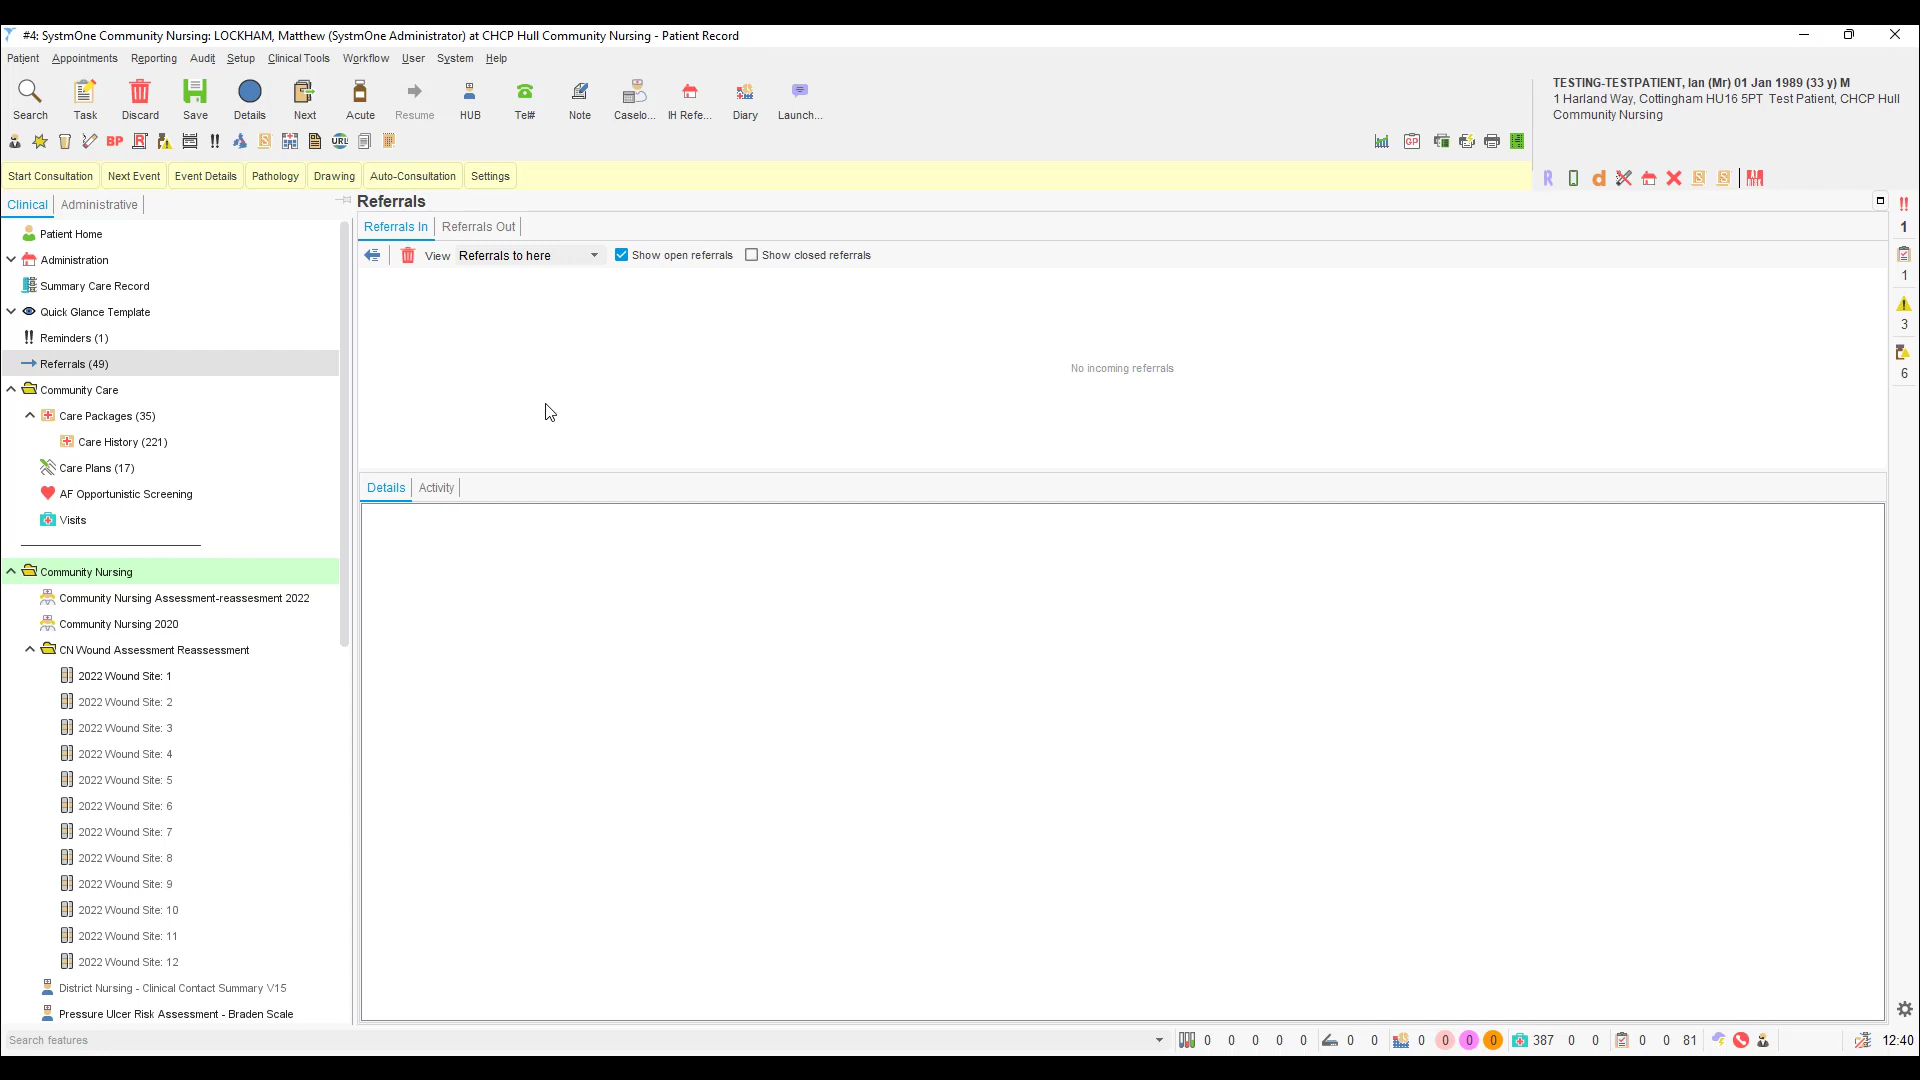 #4: SystmOne Community Nursing: LOCKHAM, Matthew (SystmOne Administrator) at CHCP Hull Community Nursing - Patient Record
Patient Appointments Reporting Audit Setup Clinical Tools Workflow User System Help
Search Task Discard Save Details Next Acute Resume HUB Tel# Note Caselo... IH Refe... Diary Launch...
TESTING-TESTPATIENT, Ian (Mr) 01 Jan 1989 (33 y) M
1 Harland Way, Cottingham HU16 5PT Test Patient, CHCP Hull
Community Nursing
BP URL GP
Start Consultation Next Event Event Details Pathology Drawing Auto-Consultation Settings
Clinical Administrative
Referrals
Referrals In Referrals Out
View Referrals to here Show open referrals Show closed referrals
No incoming referrals
Details Activity
Patient Home
Administration
Summary Care Record
Quick Glance Template
Reminders (1)
Referrals (49)
Community Care
Care Packages (35)
Care History (221)
Care Plans (17)
AF Opportunistic Screening
Visits
Community Nursing
Community Nursing Assessment-reassesment 2022
Community Nursing 2020
CN Wound Assessment Reassessment
2022 Wound Site: 1
2022 Wound Site: 2
2022 Wound Site: 3
2022 Wound Site: 4
2022 Wound Site: 5
2022 Wound Site: 6
2022 Wound Site: 7
2022 Wound Site: 8
2022 Wound Site: 9
2022 Wound Site: 10
2022 Wound Site: 11
2022 Wound Site: 12
District Nursing - Clinical Contact Summary V15
Pressure Ulcer Risk Assessment - Braden Scale
1
1
3
6
Search features
0 0 0 0 0 0 0 0 0 0 0 387 0 0 0 0 81 12:40